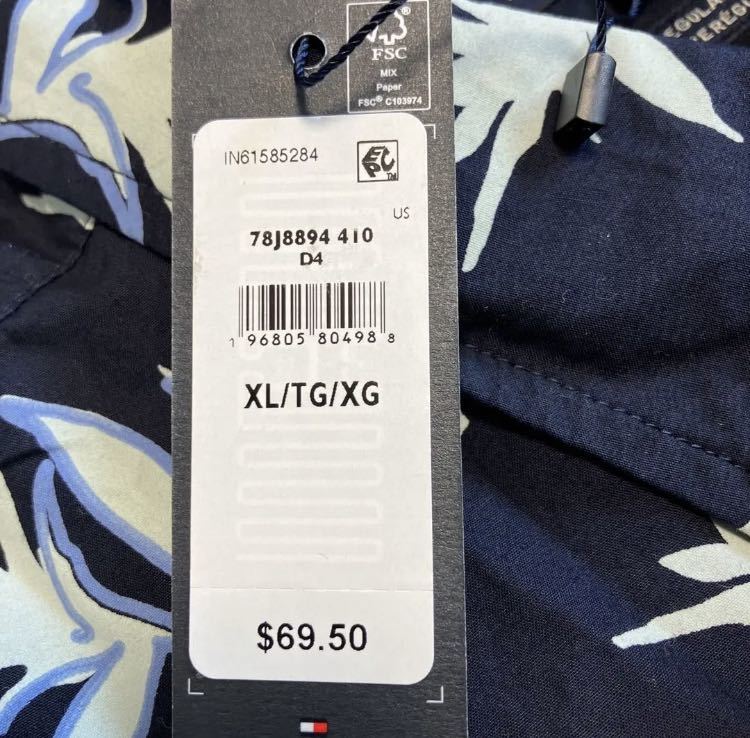 FSC
MIX
Paper
FSC® C103974
IN61585284
EPC™
US
78J8894 410
D4
1 96805 80498 8
XL/TG/XG
$69.50